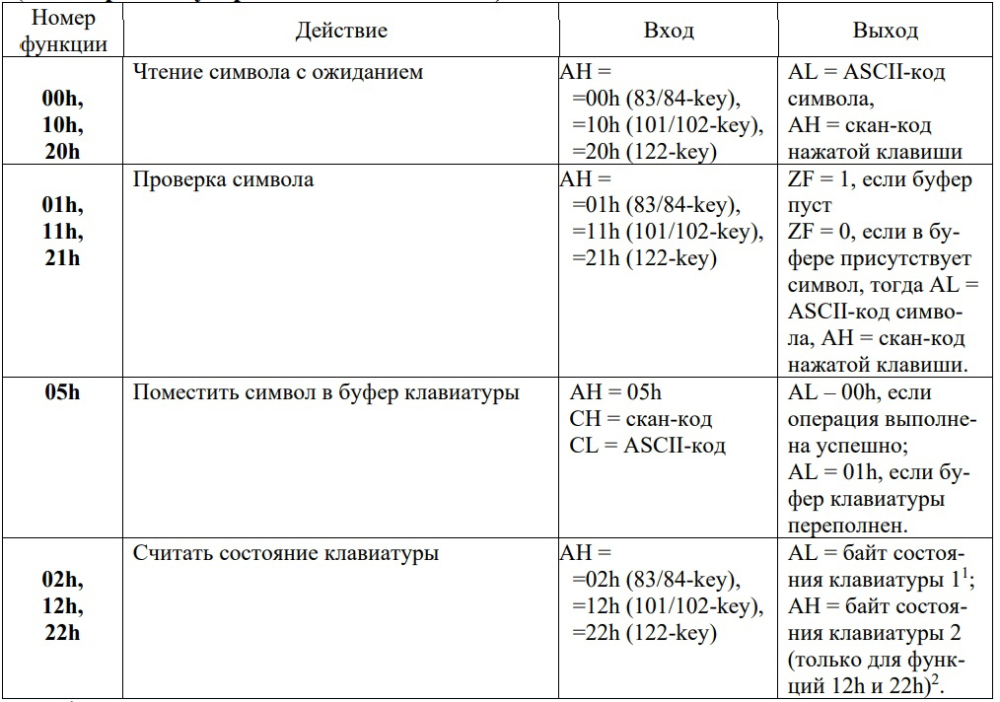 Номер
функции
Действие
Вход
Выход
00h,
10h,
20h
Чтение символа с ожиданием
AH =
=00h (83/84-key),
=10h (101/102-key),
=20h (122-key)
AL = ASCII-код
символа,
AH = скан-код
нажатой клавиши
01h,
11h,
21h
Проверка символа
AH =
=01h (83/84-key),
=11h (101/102-key),
=21h (122-key)
ZF = 1, если буфер
пуст
ZF = 0, если в бу-
фере присутствует
символ, тогда AL =
ASCII-код симво-
ла, AH = скан-код
нажатой клавиши.
05h
Поместить символ в буфер клавиатуры
AH = 05h
CH = скан-код
CL = ASCII-код
AL – 00h, если
операция выполне-
на успешно;
AL = 01h, если бу-
фер клавиатуры
переполнен.
02h,
12h,
22h
Считать состояние клавиатуры
AH =
=02h (83/84-key),
=12h (101/102-key),
=22h (122-key)
AL = байт состоя-
ния клавиатуры 1¹;
AH = байт состоя-
ния клавиатуры 2
(только для функ-
ций 12h и 22h)².